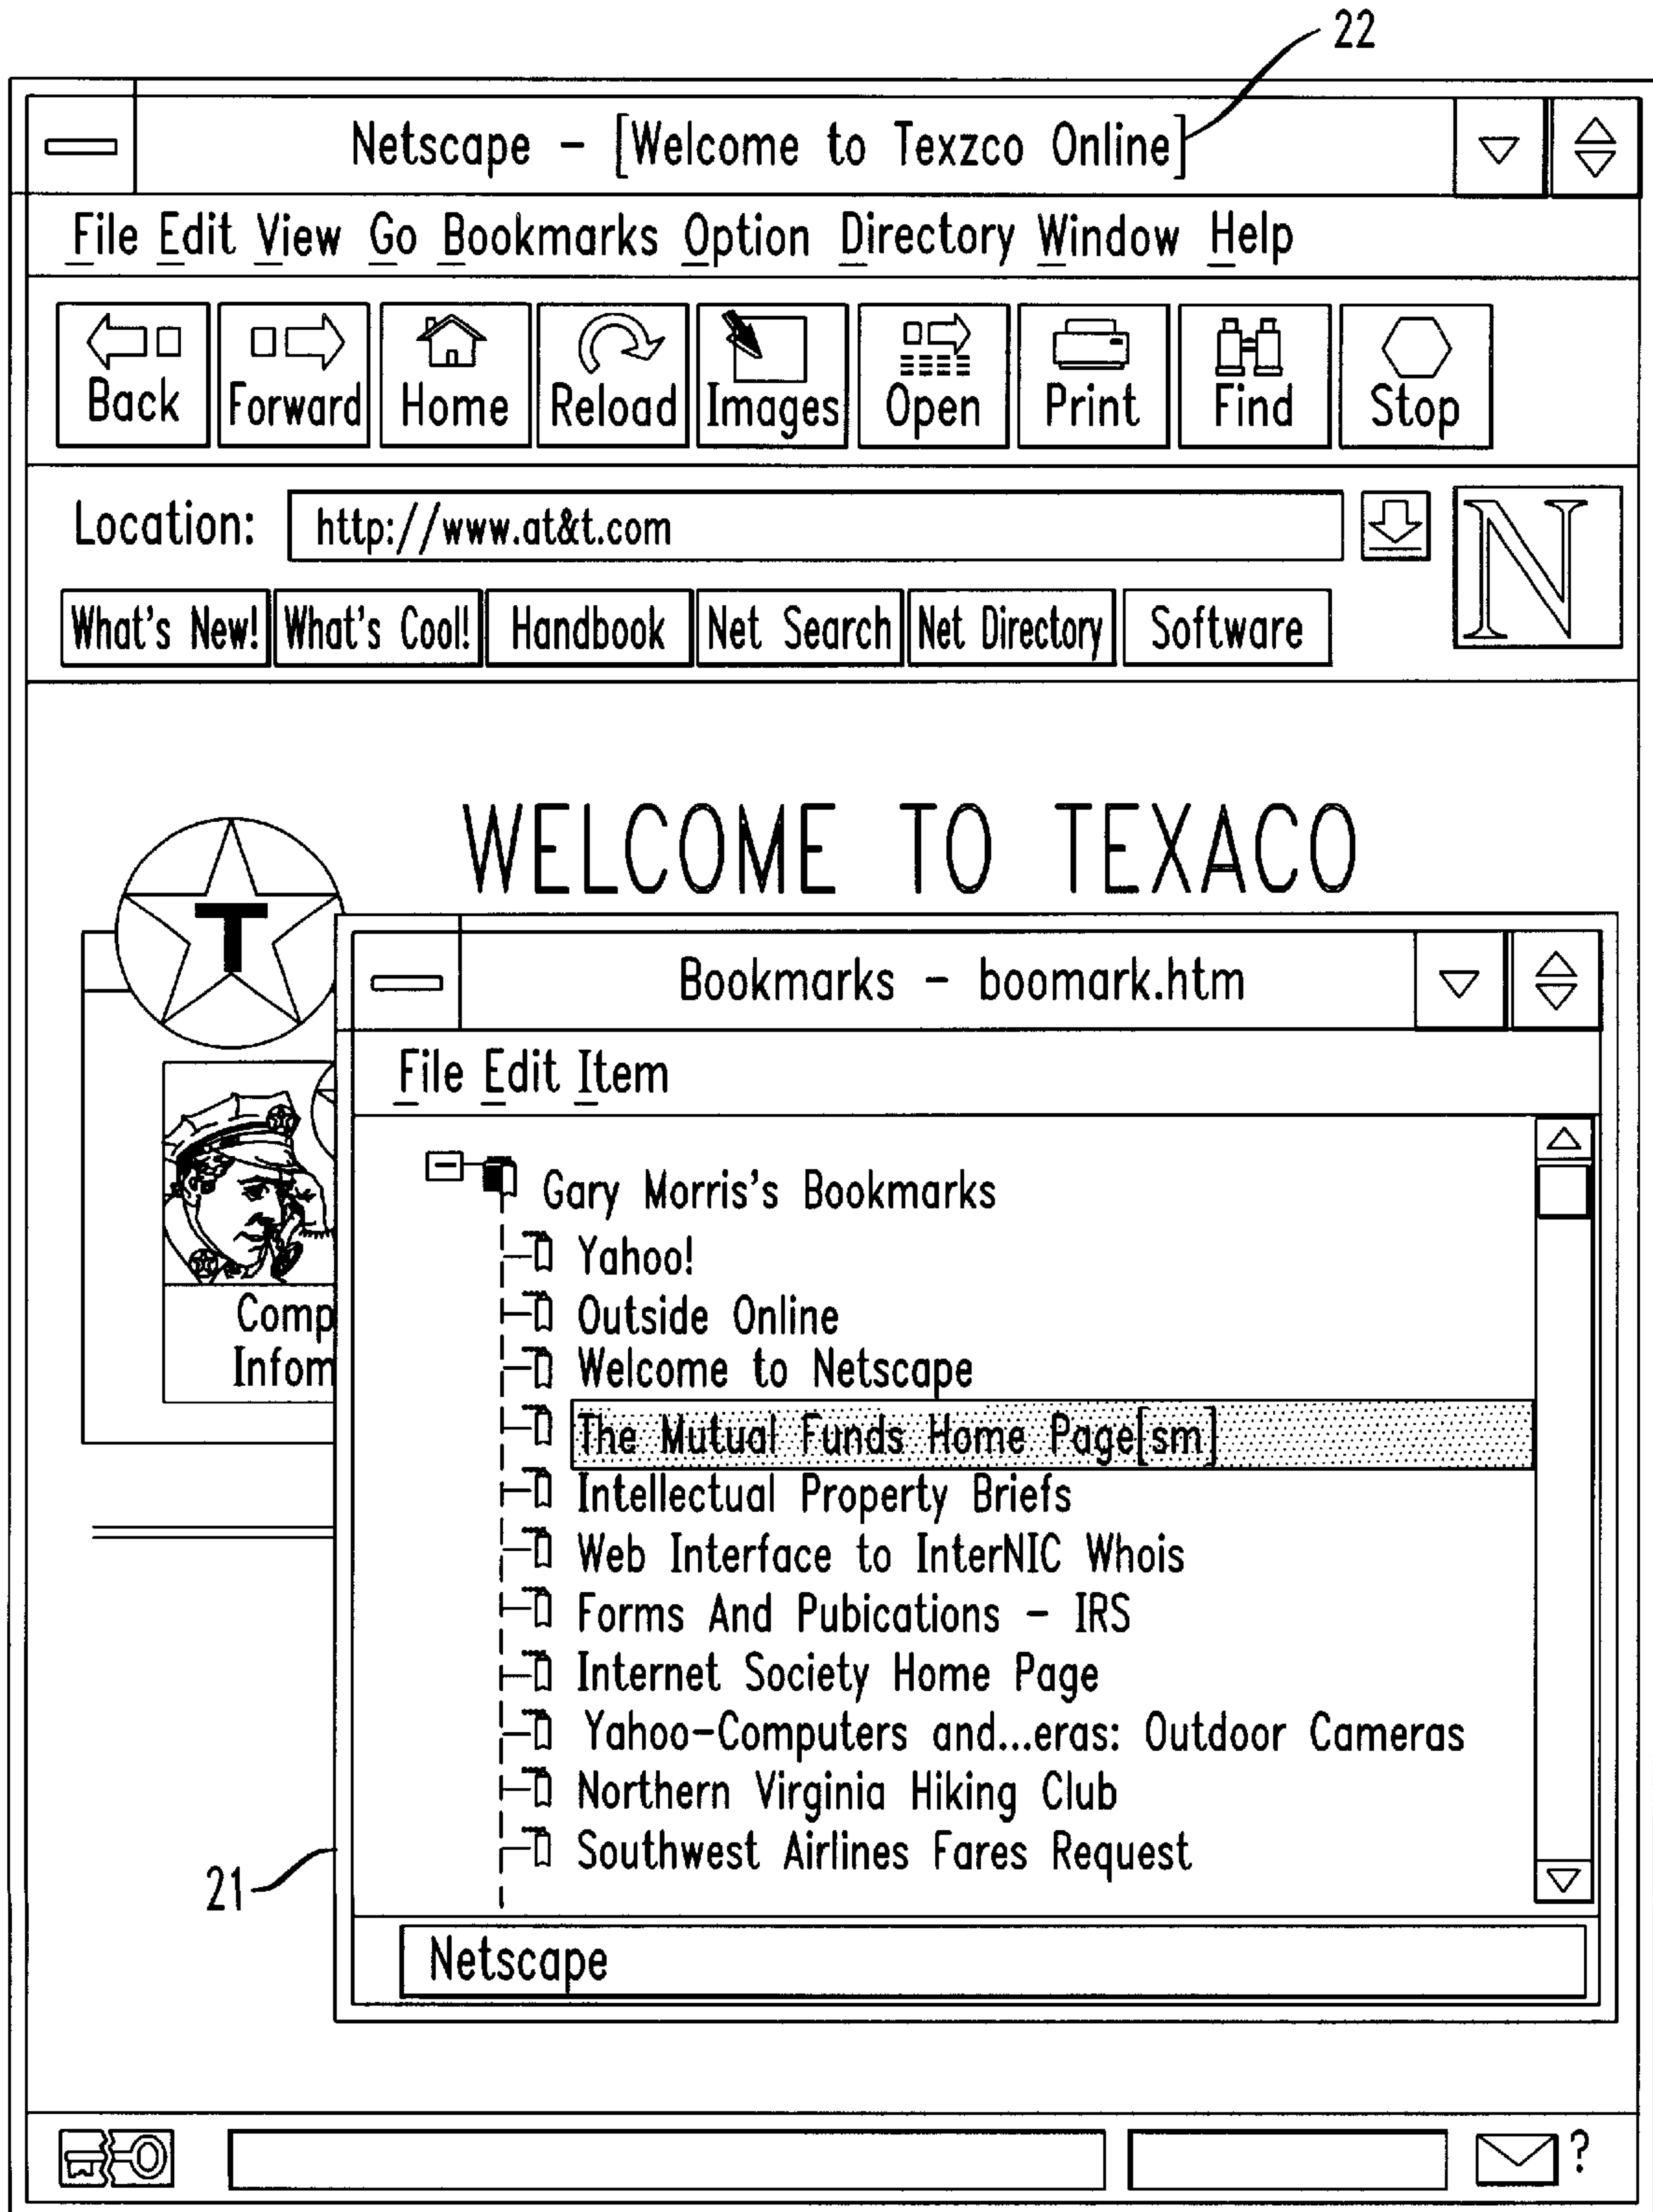 22
Netscape - [Welcome to Texzco Online]
File Edit View Go Bookmarks Option Directory Window Help
Back Forward Home Reload Images Open Print Find Stop
Location: http://www.at&t.com
N
What's New! What's Cool! Handbook Net Search Net Directory Software
WELCOME TO TEXACO
T
Bookmarks - boomark.htm
File Edit Item
Gary Morris's Bookmarks
Yahoo!
Outside Online
Comp
Welcome to Netscape
Infom
The Mutual Funds Home Page[sm]
Intellectual Property Briefs
Web Interface to InterNIC Whois
Forms And Pubications - IRS
Internet Society Home Page
Yahoo-Computers and...eras: Outdoor Cameras
Northern Virginia Hiking Club
Southwest Airlines Fares Request
21
Netscape
?